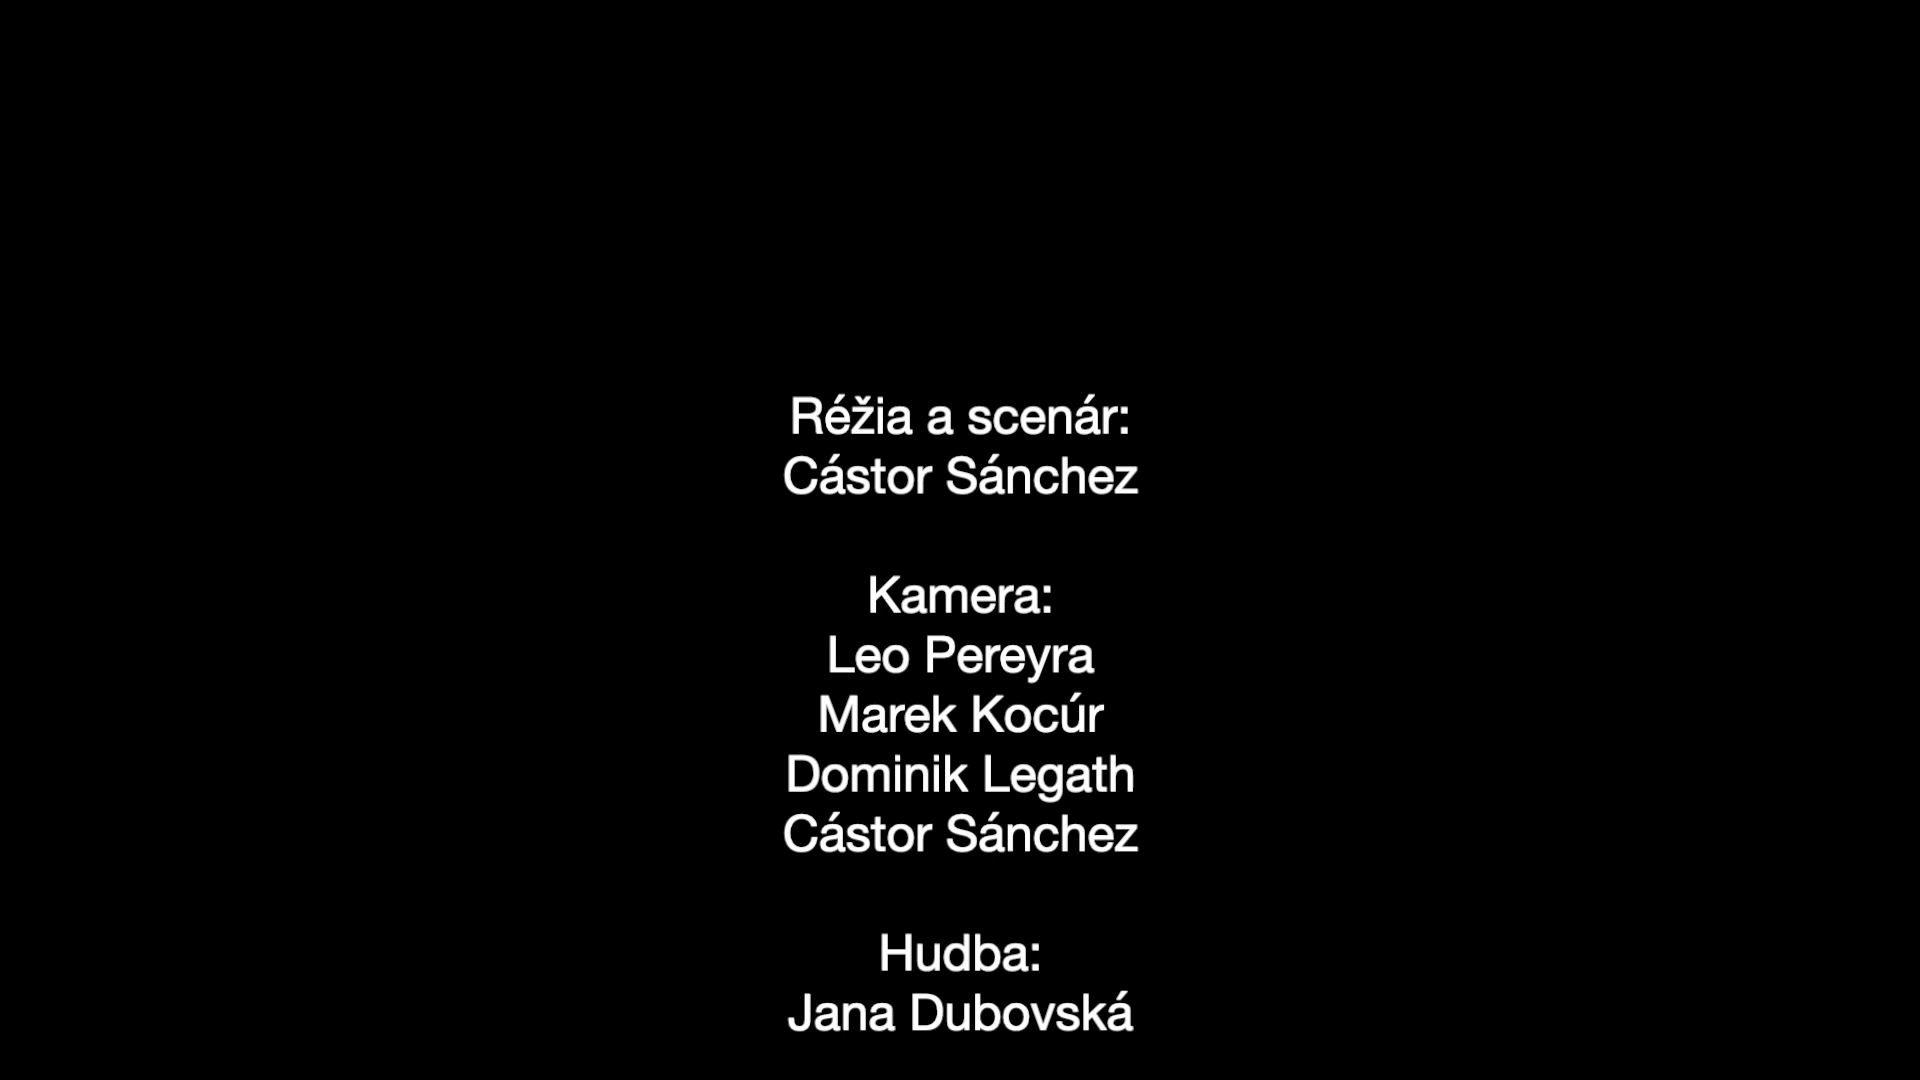 Réžia a scenár:
Cástor Sánchez
Kamera:
Leo Pereyra
Marek Kocúr
Dominik Legath
Cástor Sánchez
Hudba:
Jana Dubovská